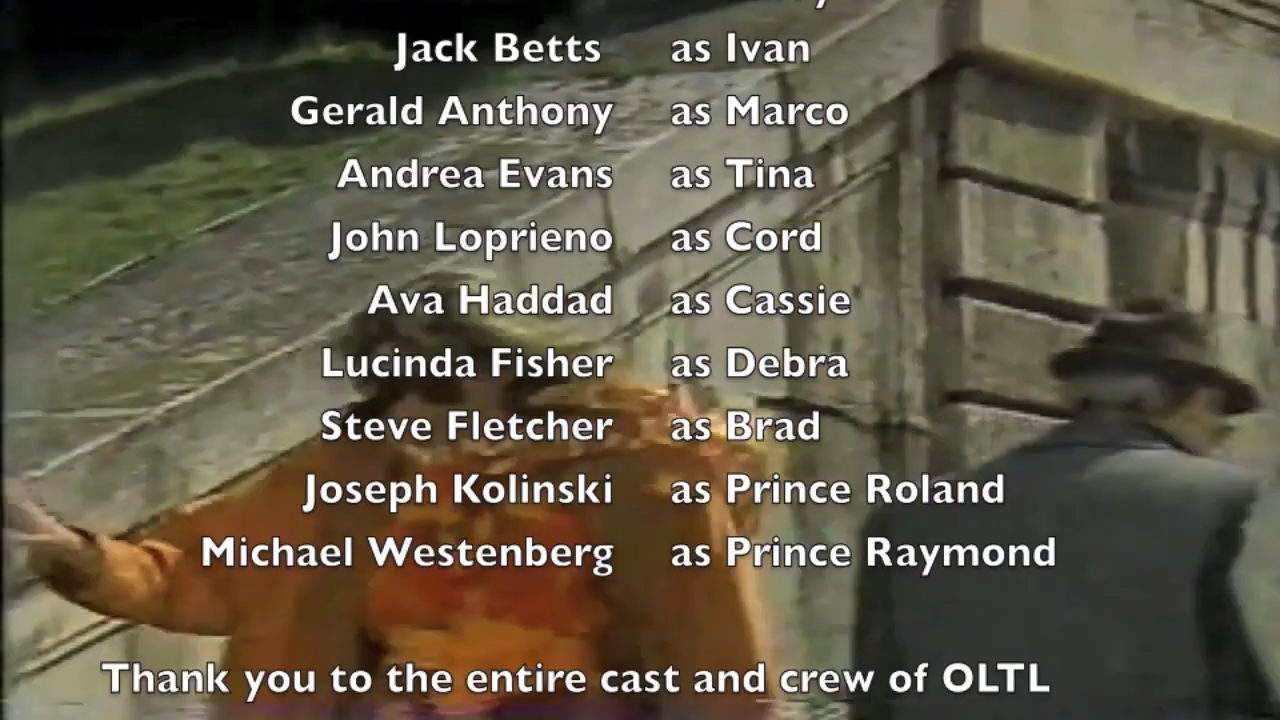 Jack Betts as Ivan
Gerald Anthony as Marco
Andrea Evans as Tina
John Loprieno as Cord
Ava Haddad as Cassie
Lucinda Fisher as Debra
Steve Fletcher as Brad
Joseph Kolinski as Prince Roland
Michael Westenberg as Prince Raymond
Thank you to the entire cast and crew of OLTL